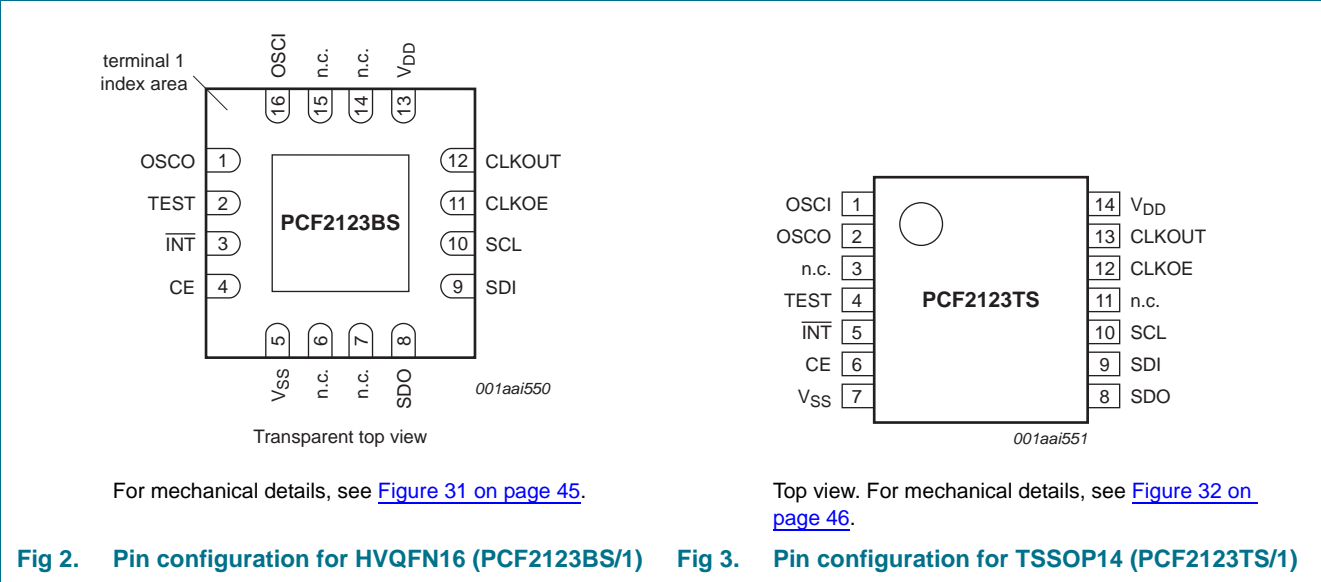 terminal 1
index area
OSCI
n.c.
n.c.
VDD
16
15
14
13
OSCO 1
12 CLKOUT
TEST 2
11 CLKOE
PCF2123BS
INT 3
10 SCL
CE 4
9 SDI
5
6
7
8
VSS
n.c.
n.c.
SDO
001aai550
Transparent top view
For mechanical details, see Figure 31 on page 45.
Fig 2. Pin configuration for HVQFN16 (PCF2123BS/1)
OSCI 1
14 VDD
OSCO 2
13 CLKOUT
n.c. 3
12 CLKOE
TEST 4
PCF2123TS
11 n.c.
INT 5
10 SCL
CE 6
9 SDI
VSS 7
8 SDO
001aai551
Top view. For mechanical details, see Figure 32 on
page 46.
Fig 3. Pin configuration for TSSOP14 (PCF2123TS/1)